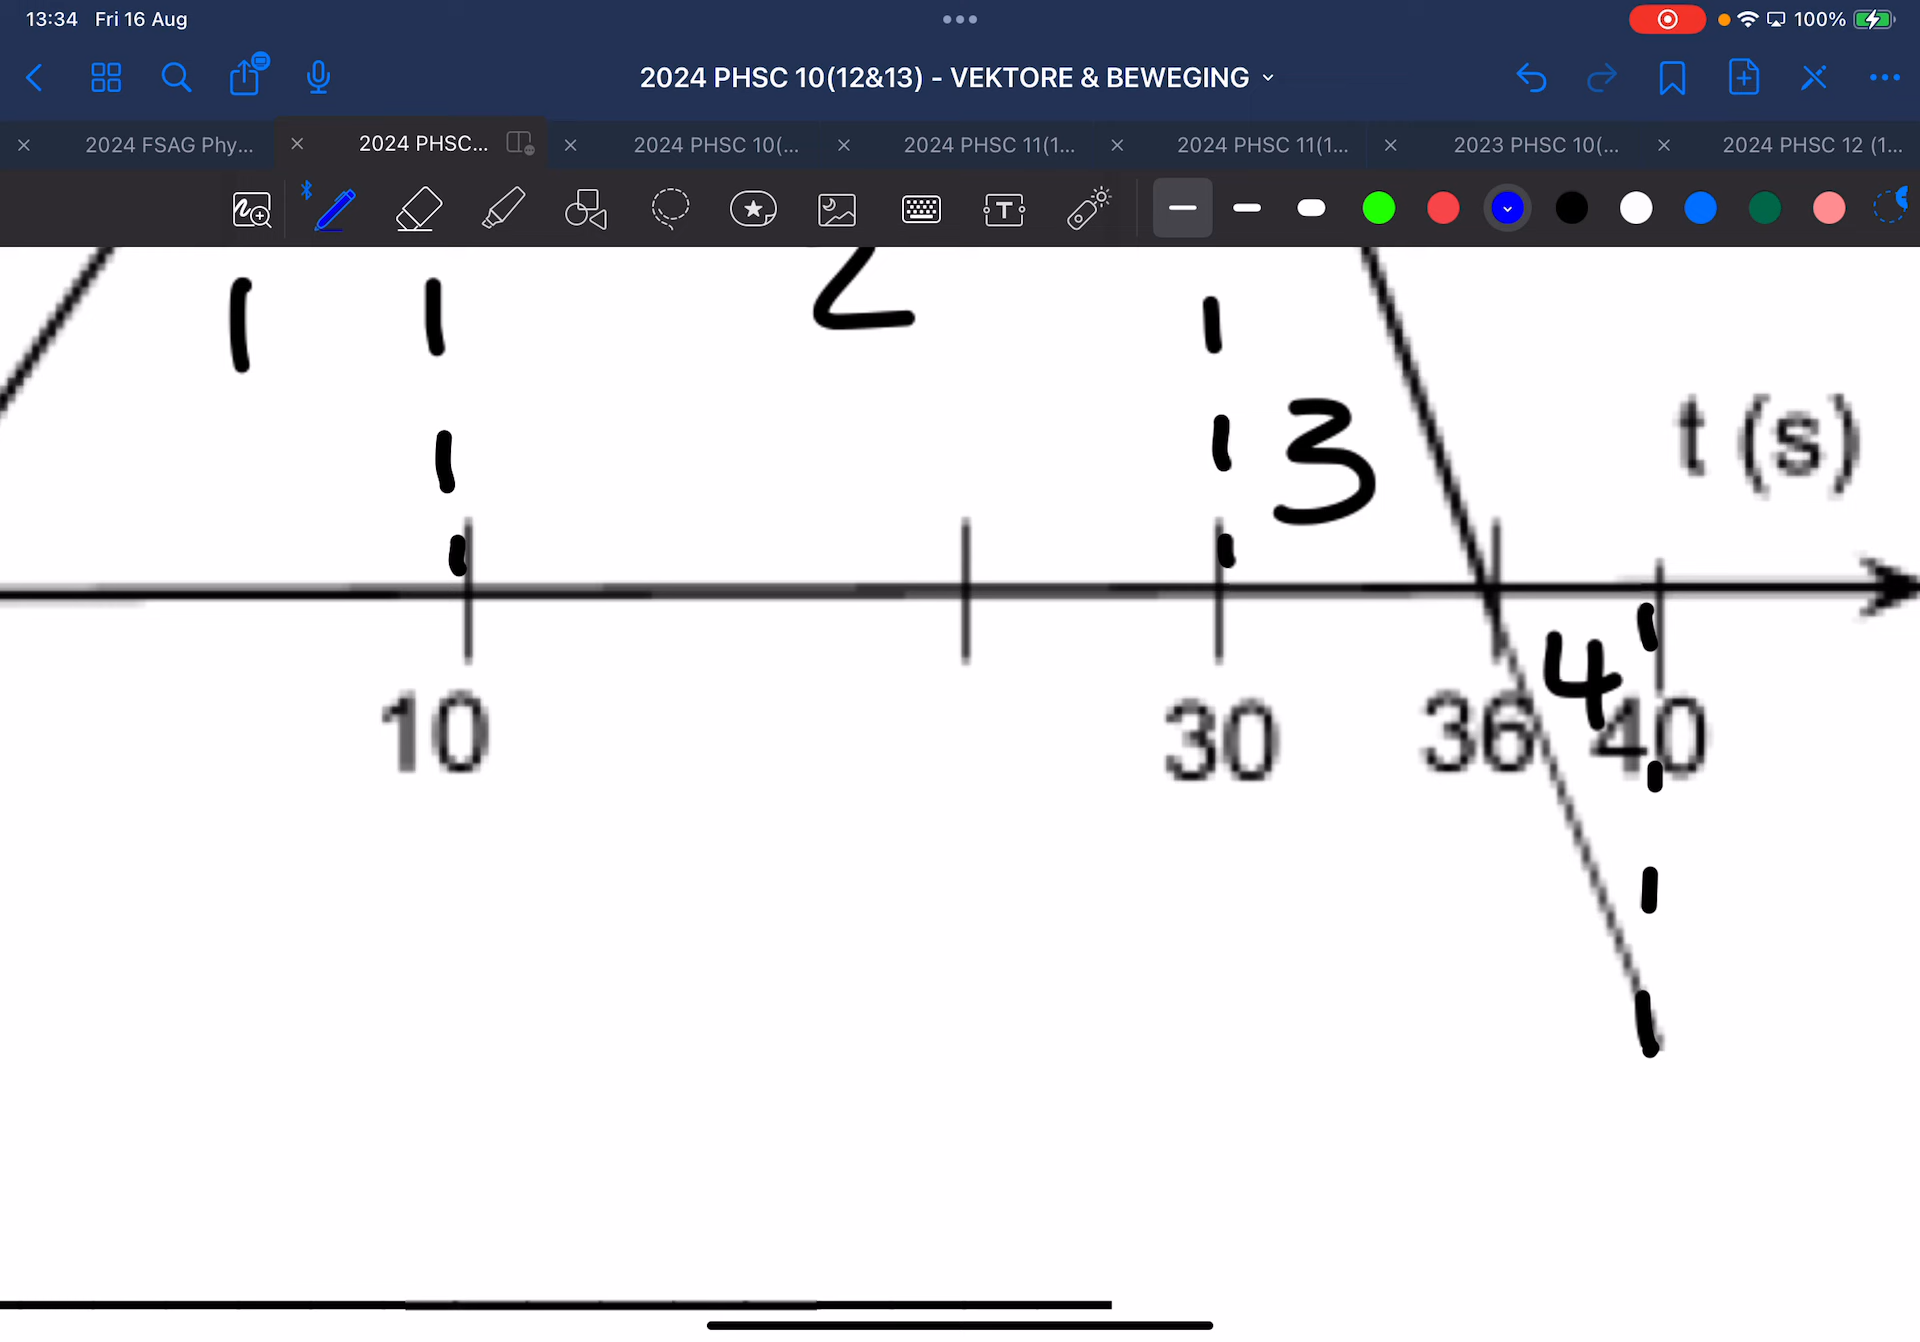 13:34 Fri 16 Aug
100%
2024 PHSC 10(12&13) - VEKTORE & BEWEGING
2024 FSAG Phy...
2024 PHSC...
2024 PHSC 10(...
2024 PHSC 11(1...
2024 PHSC 11(1...
2023 PHSC 10(...
2024 PHSC 12 (1...
T
1
2
3
t (s)
4
10
30
36
40